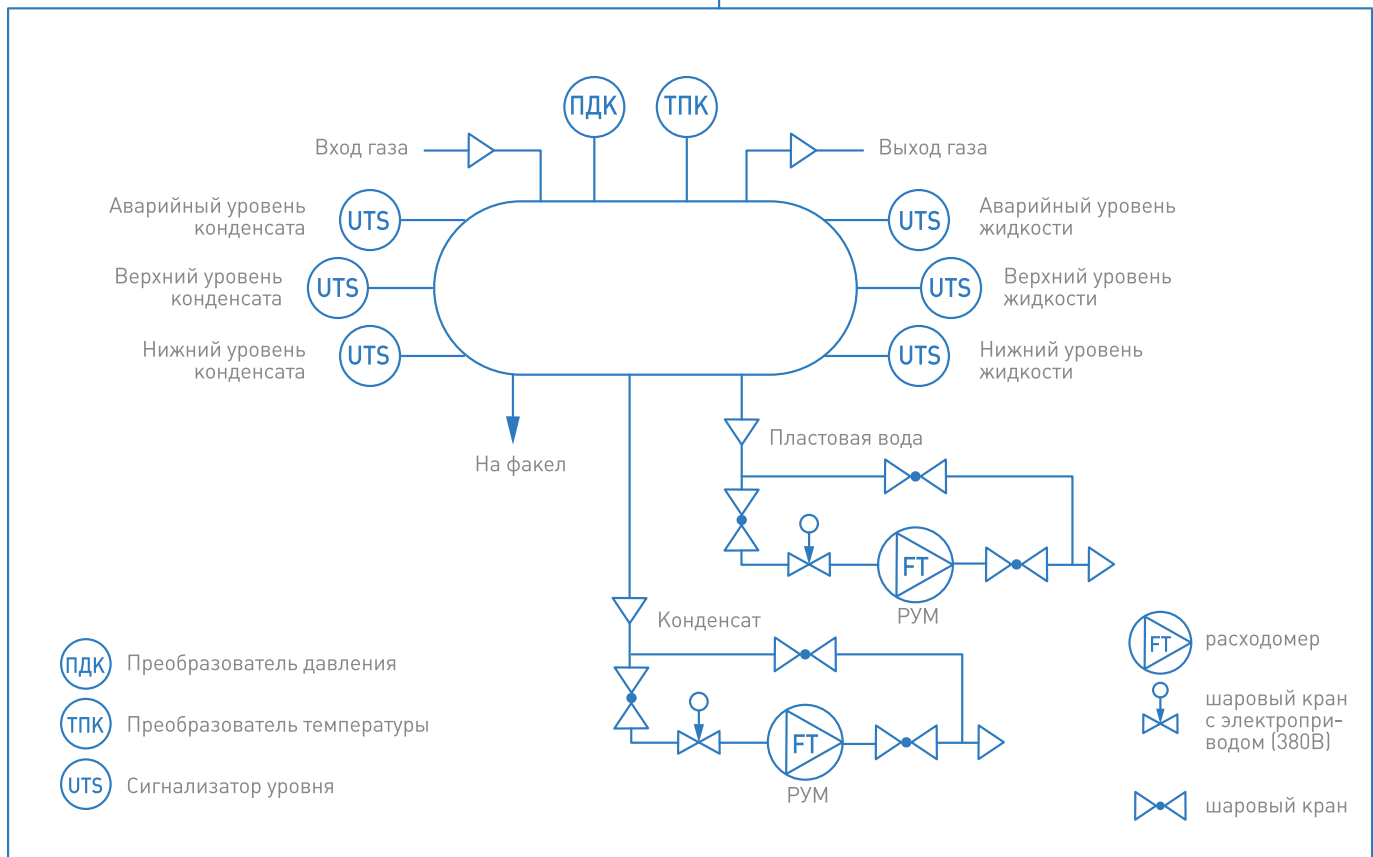 ПДК
ТПК
Вход газа
Выход газа
Аварийный уровень
конденсата
UTS
UTS
Аварийный уровень
жидкости
Верхний уровень
конденсата
UTS
UTS
Верхний уровень
жидкости
Нижний уровень
конденсата
UTS
UTS
Нижний уровень
жидкости
На факел
Пластовая вода
FT
РУМ
Конденсат
FT
РУМ
ПДК
Преобразователь давления
ТПК
Преобразователь температуры
UTS
Сигнализатор уровня
FT
расходомер
шаровый кран
с электропри-
водом (380В)
шаровый кран